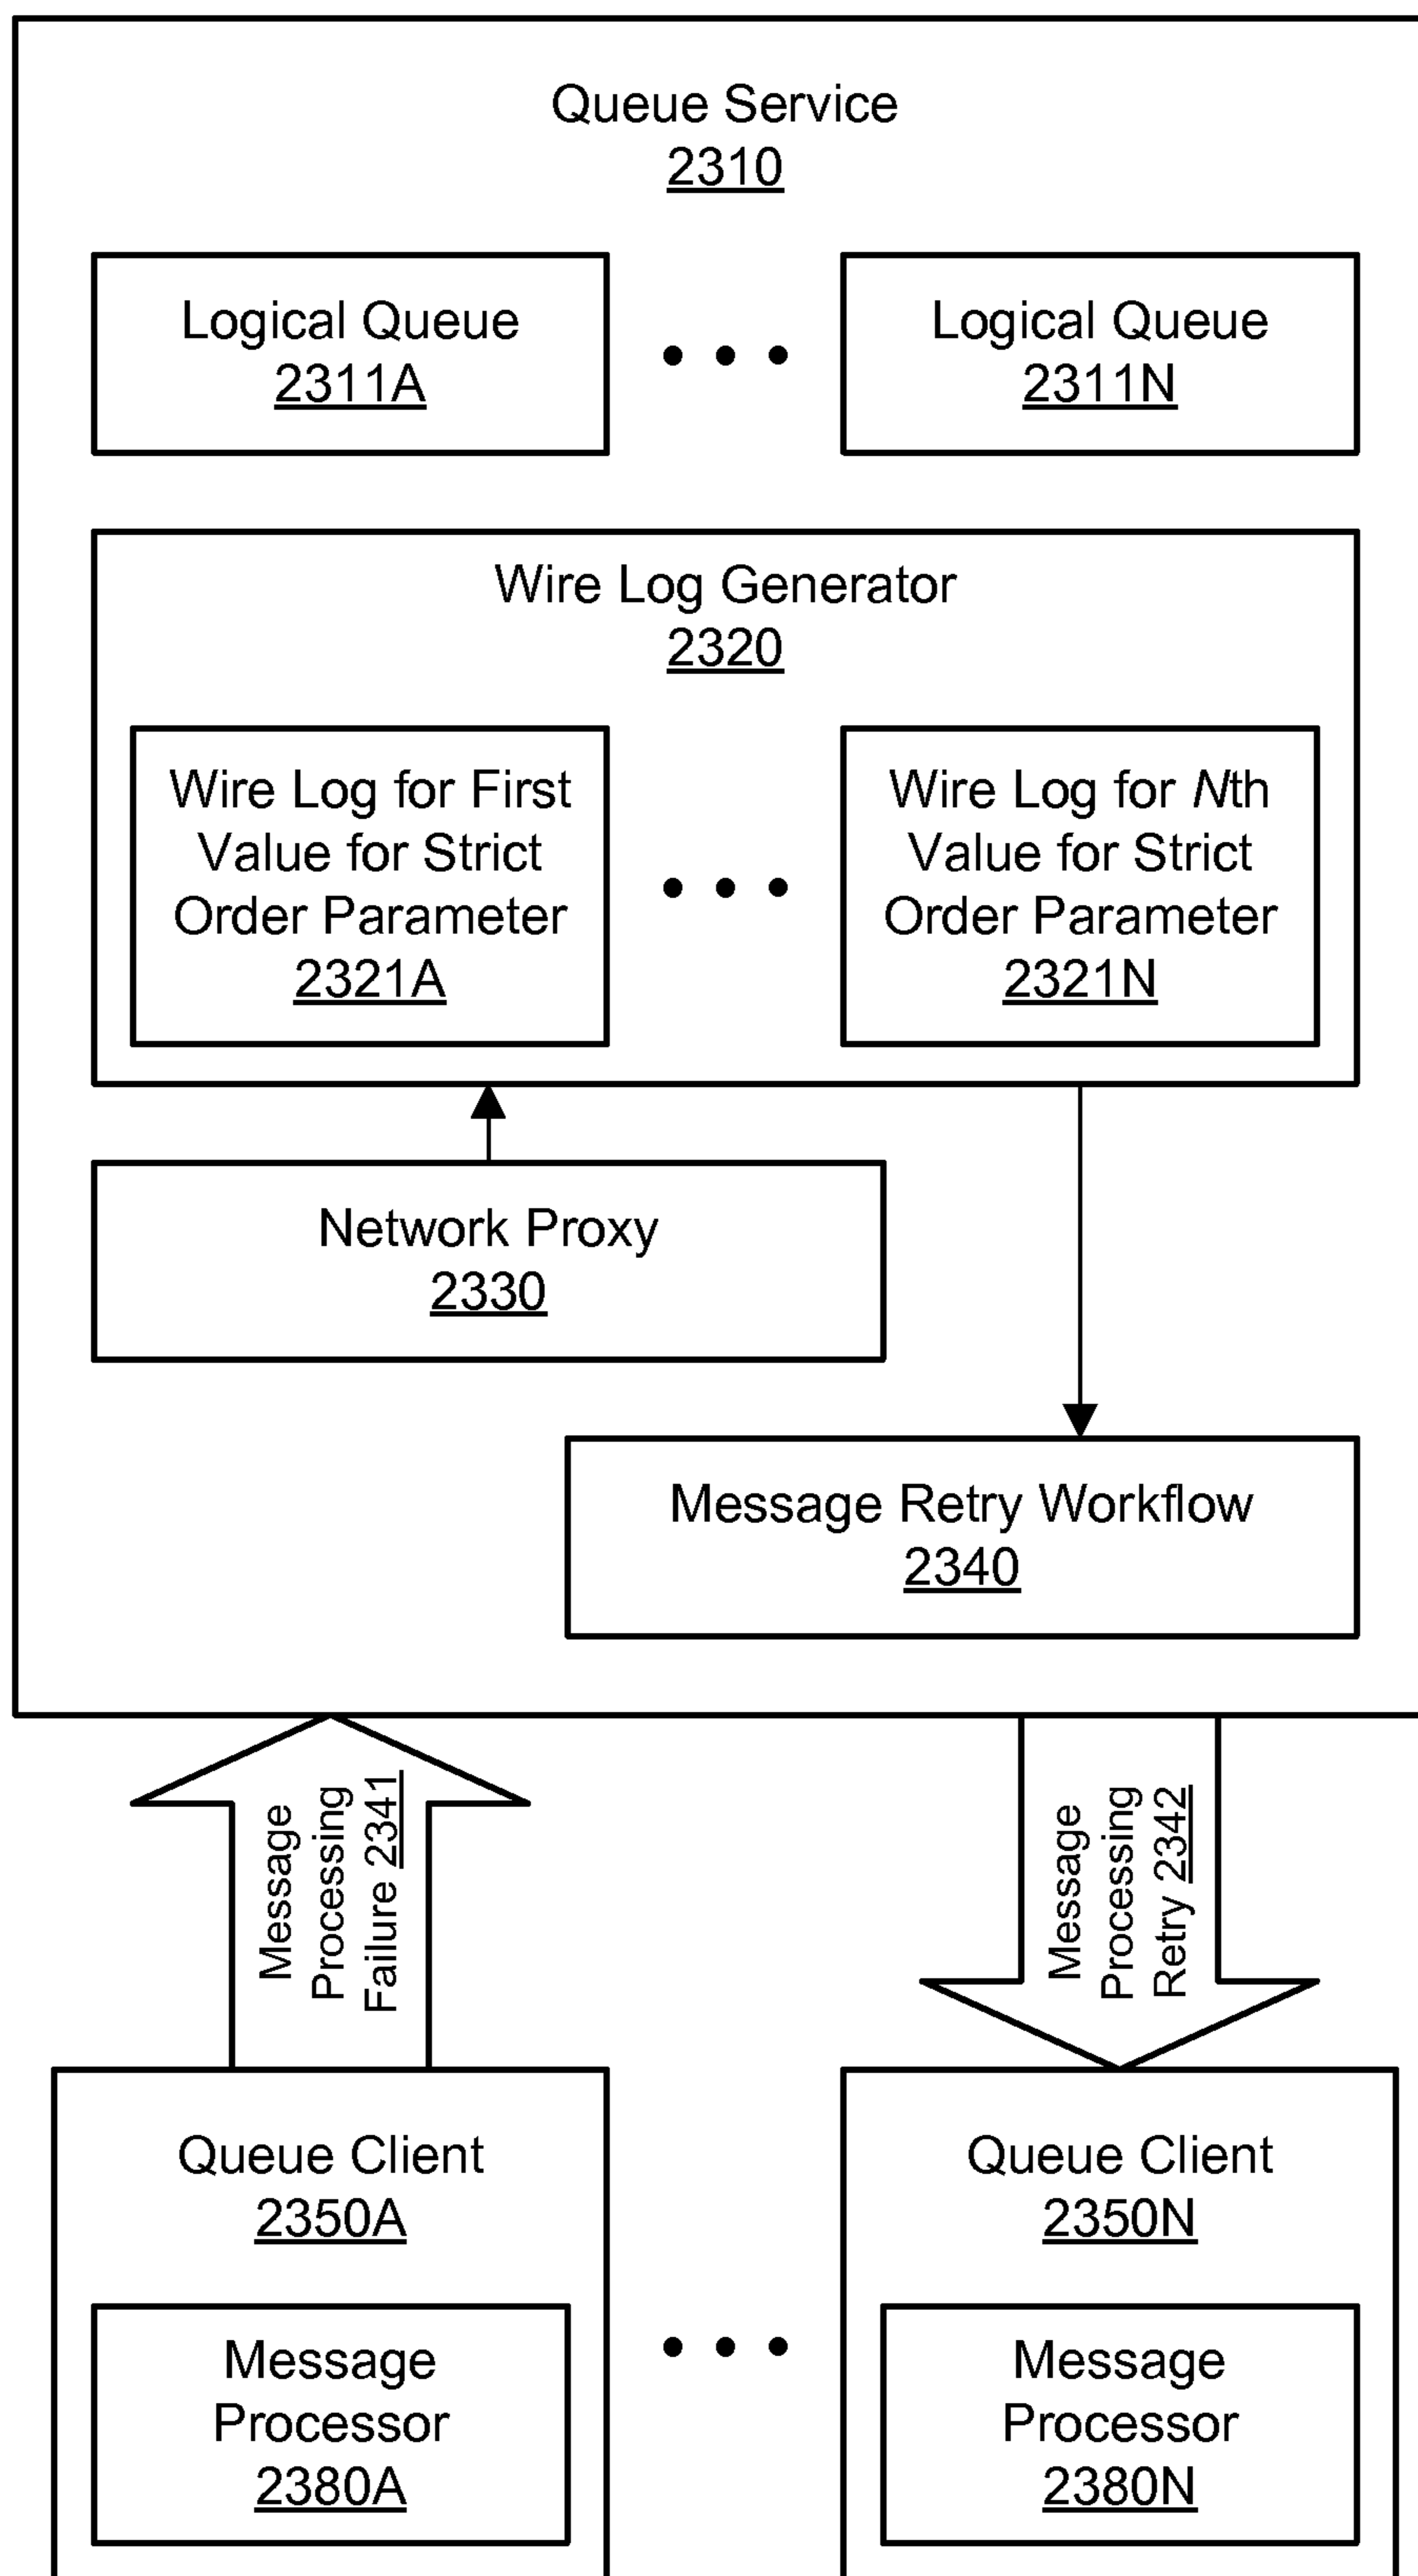 Queue Service
2310
Logical Queue
2311A
Logical Queue
2311N
Wire Log Generator
2320
Wire Log for First
Value for Strict
Order Parameter
2321A
Wire Log for Nth
Value for Strict
Order Parameter
2321N
Network Proxy
2330
Message Retry Workflow
2340
Message
Processing
Failure 2341
Message
Processing
Retry 2342
Queue Client
2350A
Message
Processor
2380A
Queue Client
2350N
Message
Processor
2380N